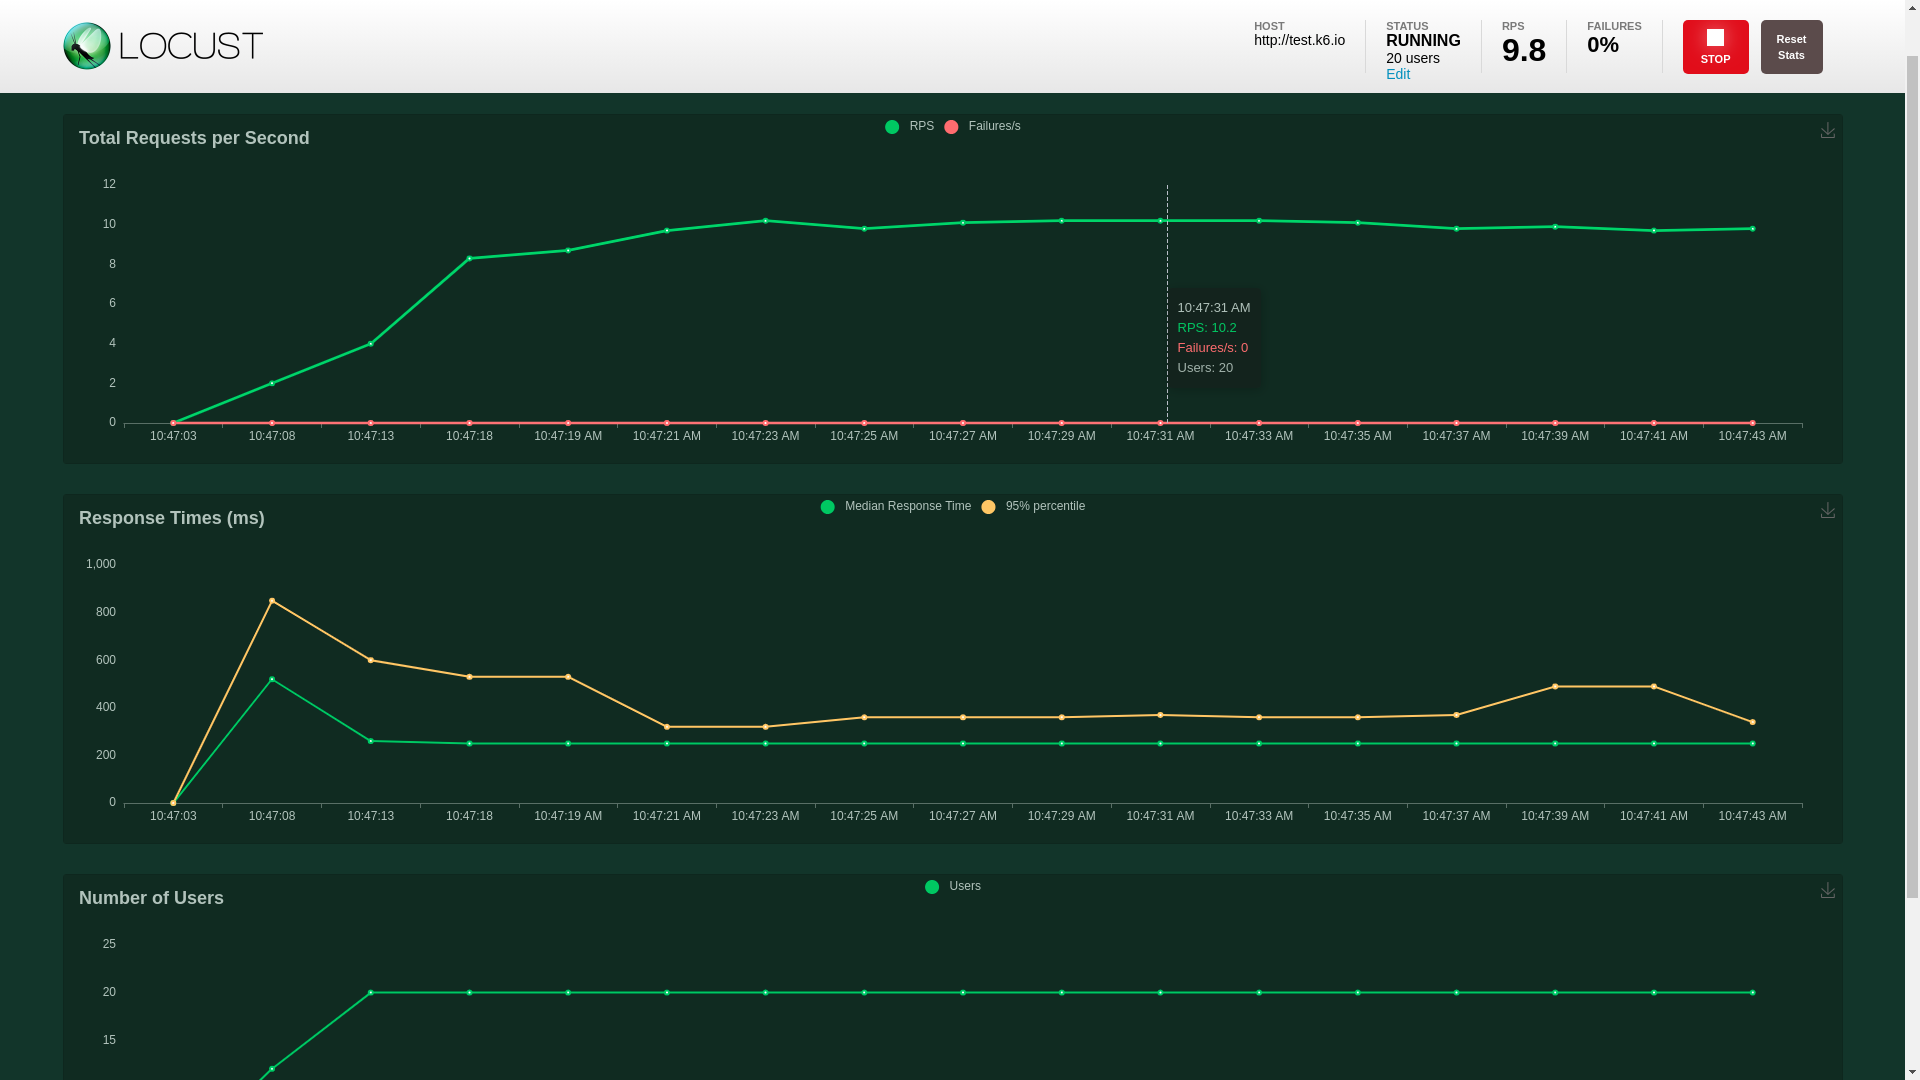 LOCUST
HOST
http://test.k6.io
STATUS
RUNNING
20 users
Edit
RPS
9.8
FAILURES
0%
STOP
Reset
Stats
Total Requests per Second
RPS Failures/s
12
10
8
6
4
2
0
10:47:31 AM
RPS: 10.2
Failures/s: 0
Users: 20
10:47:03 10:47:08 10:47:13 10:47:18 10:47:19 AM 10:47:21 AM 10:47:23 AM 10:47:25 AM 10:47:27 AM 10:47:29 AM 10:47:31 AM 10:47:33 AM 10:47:35 AM 10:47:37 AM 10:47:39 AM 10:47:41 AM 10:47:43 AM
Response Times (ms)
Median Response Time 95% percentile
1,000
800
600
400
200
0
10:47:03 10:47:08 10:47:13 10:47:18 10:47:19 AM 10:47:21 AM 10:47:23 AM 10:47:25 AM 10:47:27 AM 10:47:29 AM 10:47:31 AM 10:47:33 AM 10:47:35 AM 10:47:37 AM 10:47:39 AM 10:47:41 AM 10:47:43 AM
Number of Users
Users
25
20
15